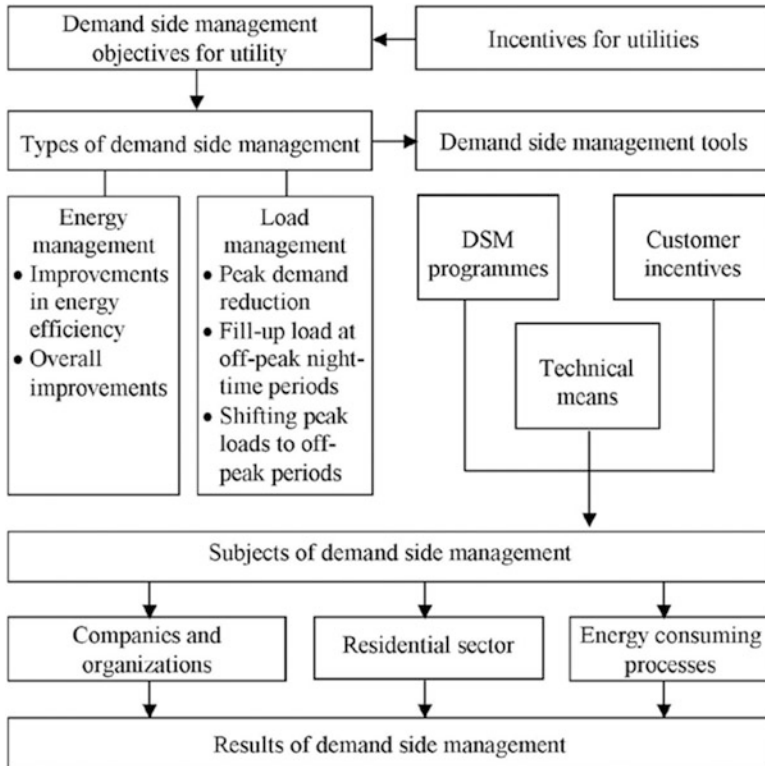 Demand side management
objectives for utility
Incentives for utilities
Types of demand side management
Demand side management tools
Energy
management
• Improvements
in energy
efficiency
• Overall
improvements
Load
management
• Peak demand
reduction
• Fill-up load at
off-peak night-
time periods
• Shifting peak
loads to off-
peak periods
DSM
programmes
Customer
incentives
Technical
means
Subjects of demand side management
Companies and
organizations
Residential sector
Energy consuming
processes
Results of demand side management